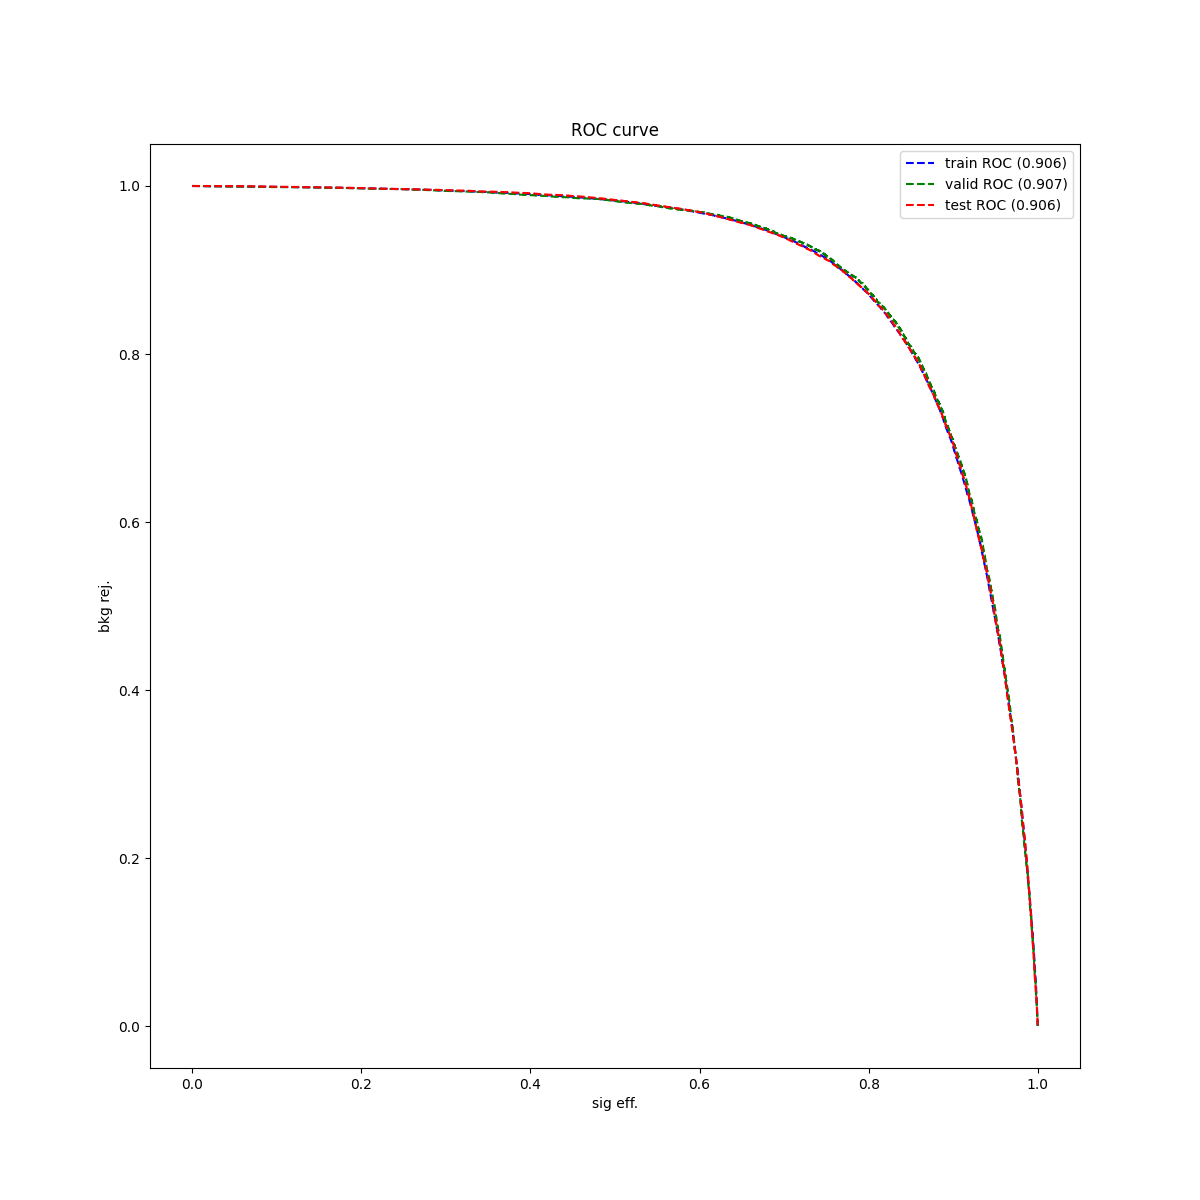 ROC curve
train ROC (0.906)
valid ROC (0.907)
test ROC (0.906)
1.0
0.8
0.6
0.4
0.2
0.0
bkg rej.
0.0 0.2 0.4 0.6 0.8 1.0
sig eff.